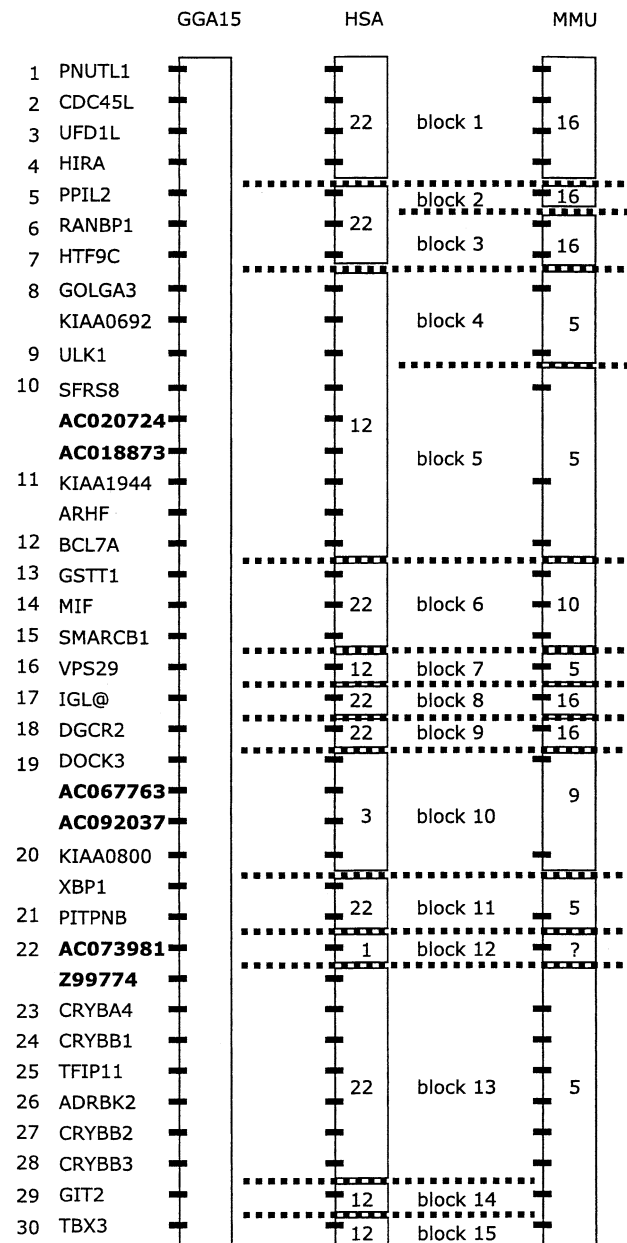 GGA15 HSA MMU
1 PNUTL1
2 CDC45L
22 block 1 16
3 UFD1L
4 HIRA
5 PPIL2
block 2 16
6 RANBP1
22
block 3 16
7 HTF9C
8 GOLGA3
KIAA0692 block 4 5
9 ULK1
10 SFRS8
AC020724
12
AC018873
block 5 5
11 KIAA1944
ARHF
12 BCL7A
13 GSTT1
14 MIF 22 block 6 10
15 SMARCB1
16 VPS29 12 block 7 5
17 IGL@ 22 block 8 16
18 DGCR2 22 block 9 16
19 DOCK3
AC067763 9
AC092037 3 block 10
20 KIAA0800
XBP1
22 block 11 5
21 PITPNB
22 AC073981 1 block 12 ?
Z99774
23 CRYBA4
24 CRYBB1
25 TFIP11
22 block 13 5
26 ADRBK2
27 CRYBB2
28 CRYBB3
29 GIT2 12 block 14
30 TBX3 12 block 15